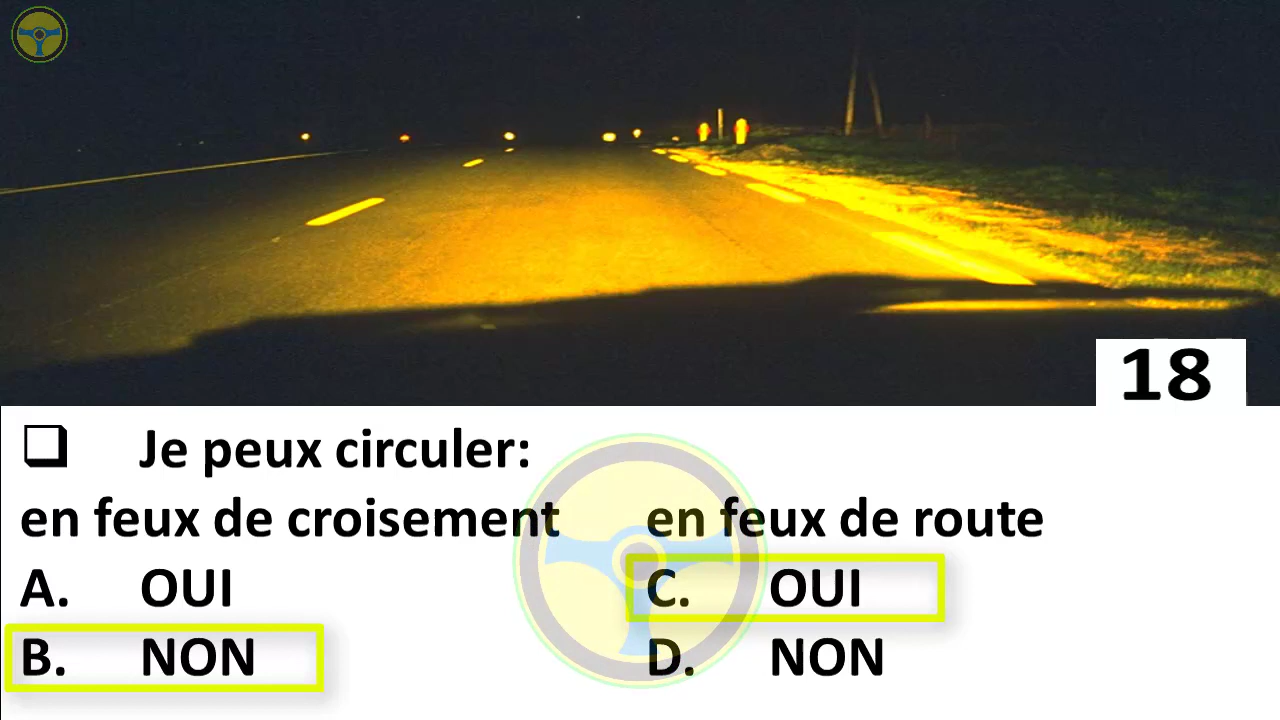 18
❑ Je peux circuler:
en feux de croisement en feux de route
A. OUI C. OUI
B. NON D. NON